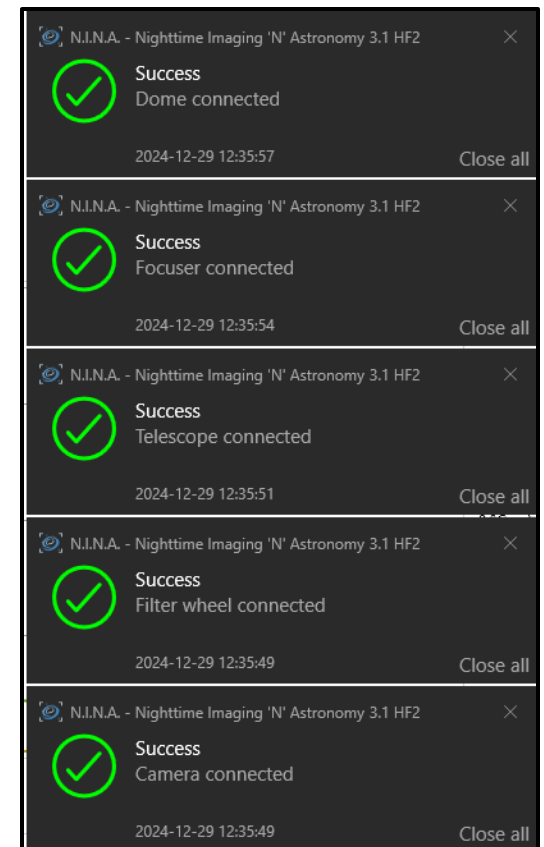 N.I.N.A. - Nighttime Imaging 'N' Astronomy 3.1 HF2
Success
Dome connected
2024-12-29 12:35:57
Close all
N.I.N.A. - Nighttime Imaging 'N' Astronomy 3.1 HF2
Success
Focuser connected
2024-12-29 12:35:54
Close all
N.I.N.A. - Nighttime Imaging 'N' Astronomy 3.1 HF2
Success
Telescope connected
2024-12-29 12:35:51
Close all
N.I.N.A. - Nighttime Imaging 'N' Astronomy 3.1 HF2
Success
Filter wheel connected
2024-12-29 12:35:49
Close all
N.I.N.A. - Nighttime Imaging 'N' Astronomy 3.1 HF2
Success
Camera connected
2024-12-29 12:35:49
Close all